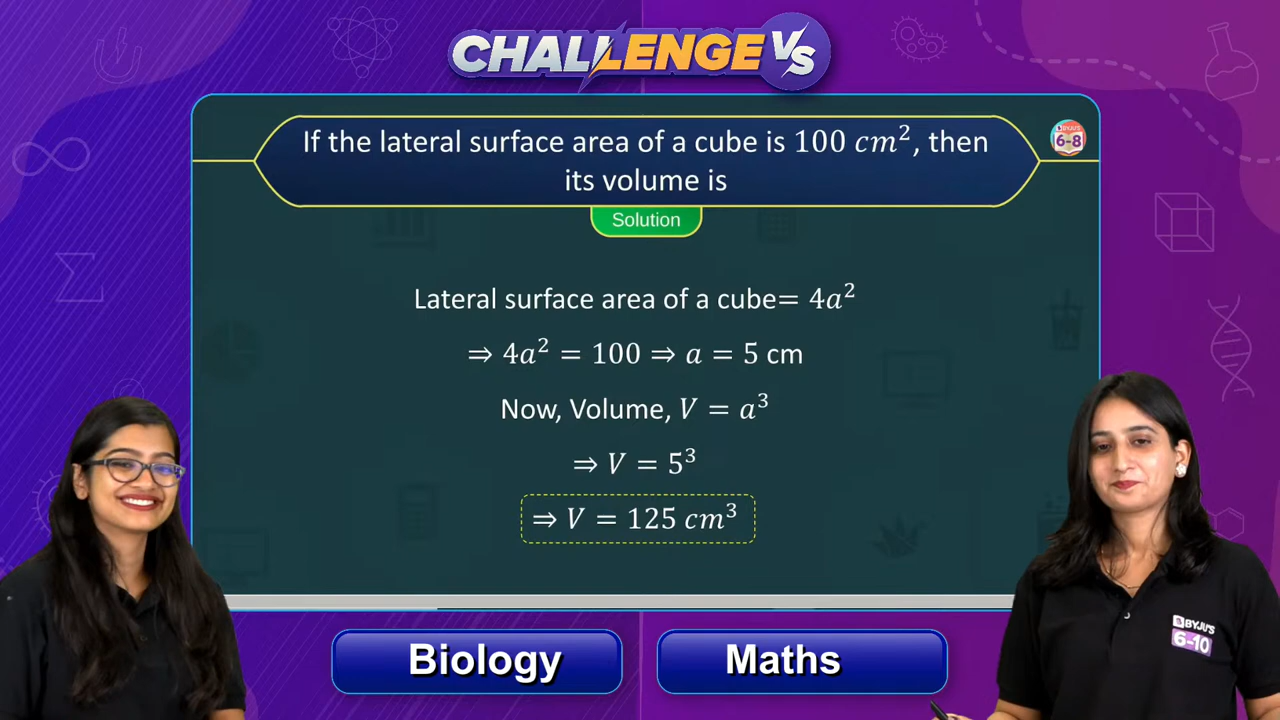 CHALLENGE VS
If the lateral surface area of a cube is 100 cm², then
its volume is
BYJU'S
6-8
Solution
Lateral surface area of a cube= 4a²
⇒ 4a² = 100 ⇒ a = 5 cm
Now, Volume, V = a³
⇒ V = 5³
⇒ V = 125 cm³
BYJU'S
6-10
Biology
Maths